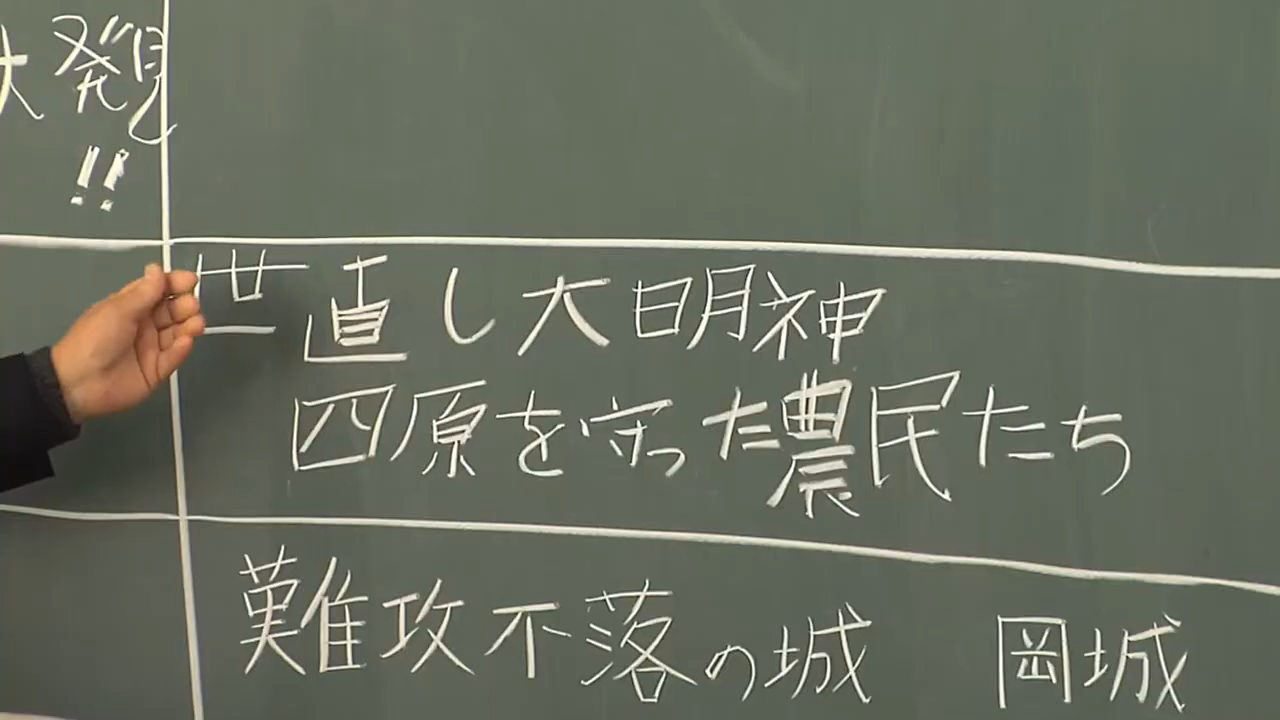 大発見
!!
世直し大明神
四原を守った農民たち
難攻不落の城 岡城